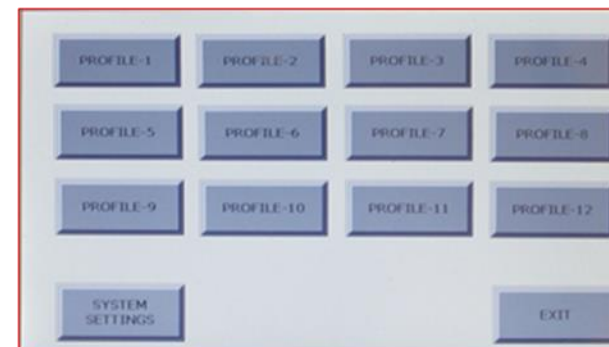 PROFILE-1 PROFILE-2 PROFILE-3 PROFILE-4
PROFILE-5 PROFILE-6 PROFILE-7 PROFILE-8
PROFILE-9 PROFILE-10 PROFILE-11 PROFILE-12
SYSTEM
SETTINGS
EXIT